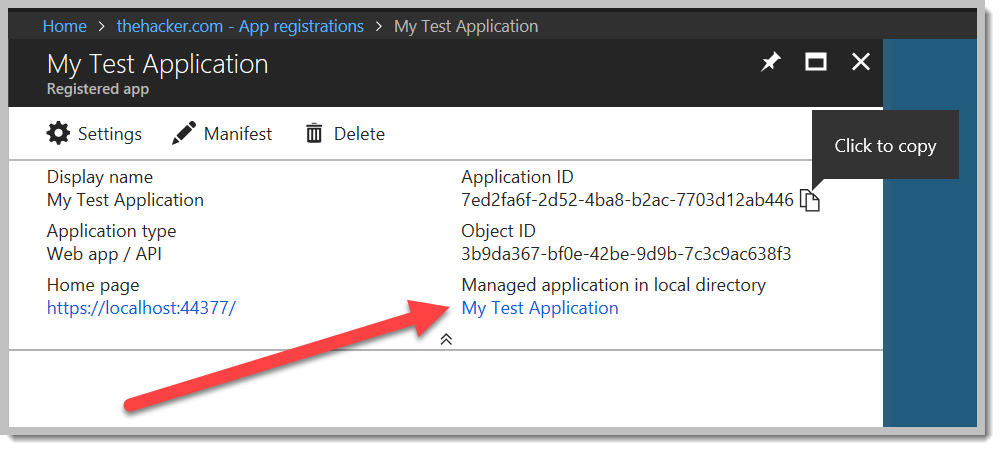 Home > thehacker.com - App registrations > My Test Application
My Test Application
Registered app
Settings Manifest Delete
Click to copy
Display name
My Test Application
Application ID
7ed2fa6f-2d52-4ba8-b2ac-7703d12ab446
Application type
Web app / API
Object ID
3b9da367-bf0e-42be-9d9b-7c3c9ac638f3
Home page
https://localhost:44377/
Managed application in local directory
My Test Application